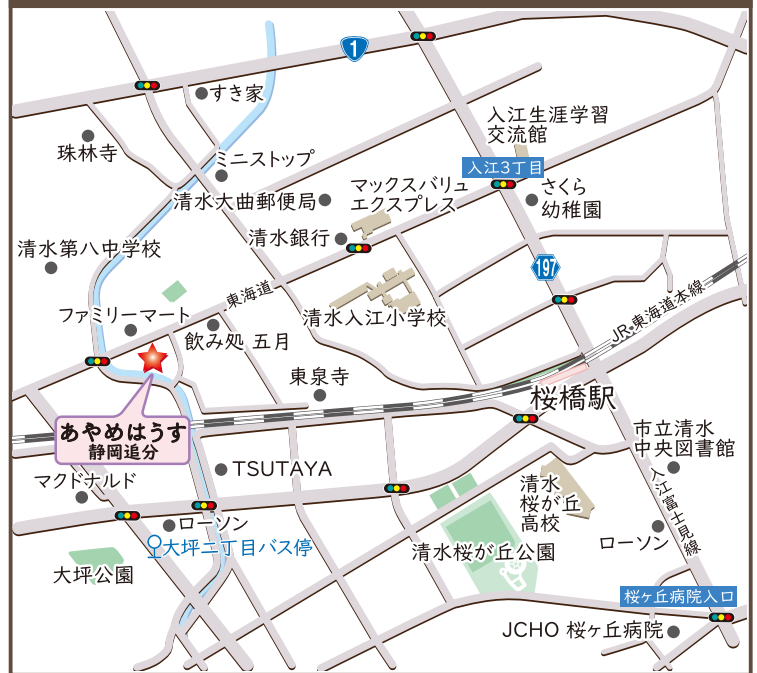 1
すき家
入江生涯学習
交流館
珠林寺
ミニストップ
入江3丁目
マックスバリュ
エクスプレス
さくら
幼稚園
清水大曲郵便局
清水銀行
清水第八中学校
197
東海道
JR・東海道本線
ファミリーマート
清水入江小学校
飲み処 五月
東泉寺
桜橋駅
あやめはうす
静岡追分
市立清水
中央図書館
TSUTAYA
マクドナルド
清水
桜が丘
高校
入江富士見線
ローソン
大坪二丁目バス停
清水桜が丘公園
ローソン
大坪公園
桜ヶ丘病院入口
JCHO 桜ヶ丘病院